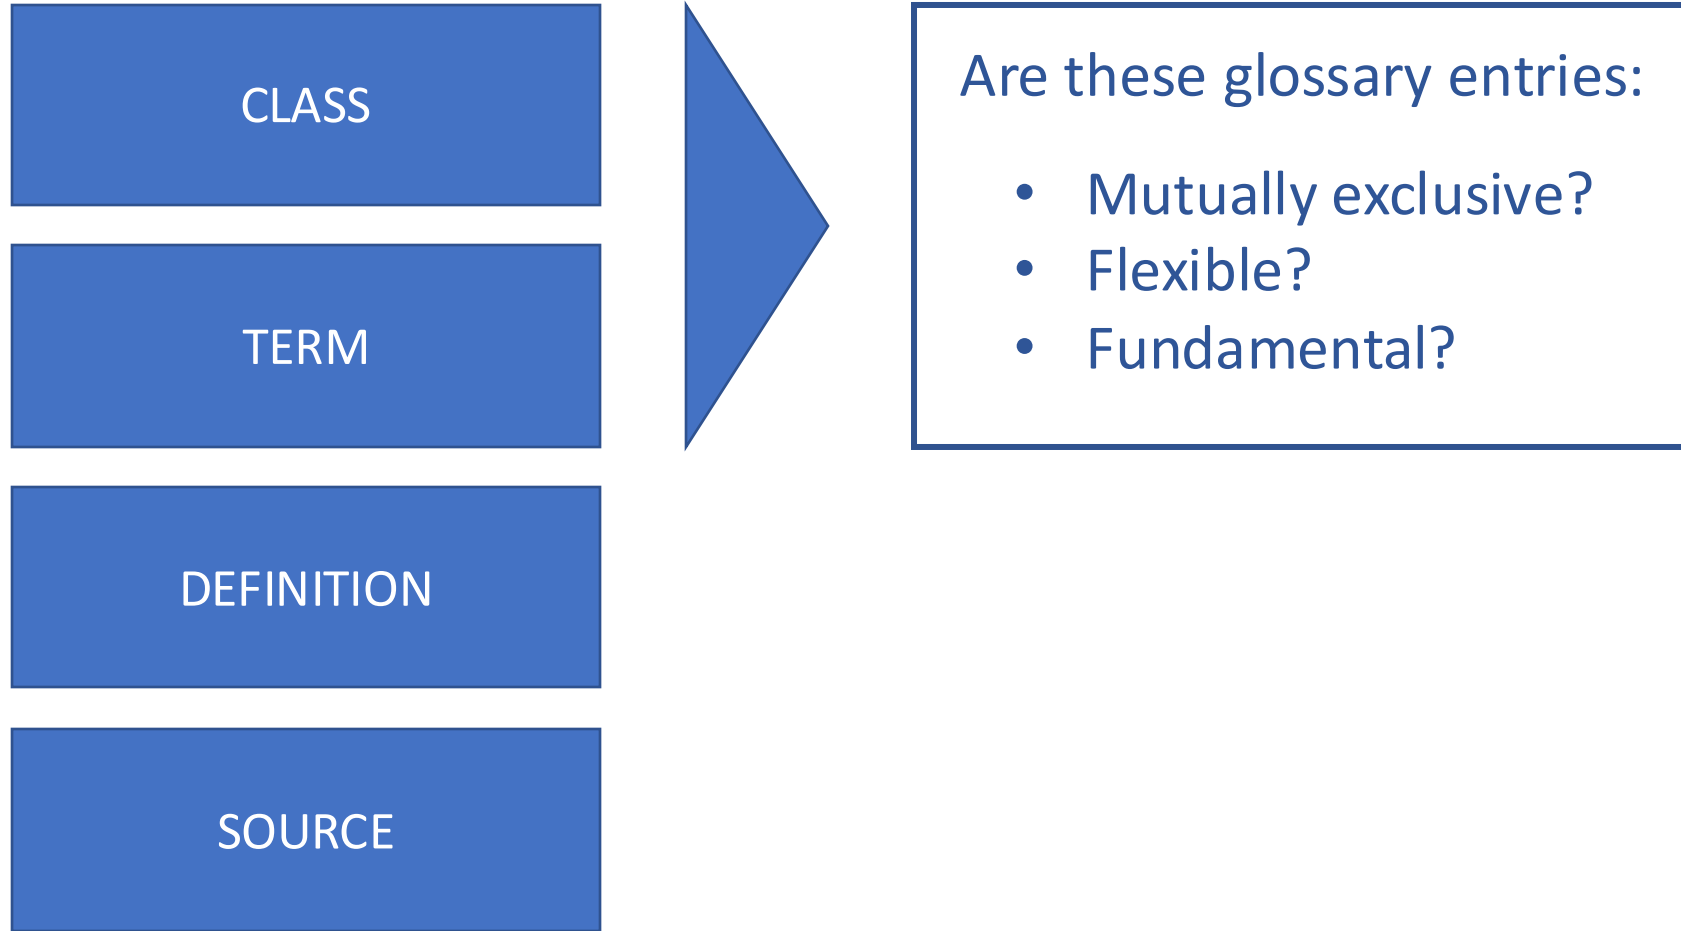 CLASS
TERM
DEFINITION
SOURCE
Are these glossary entries:
• Mutually exclusive?
• Flexible?
• Fundamental?